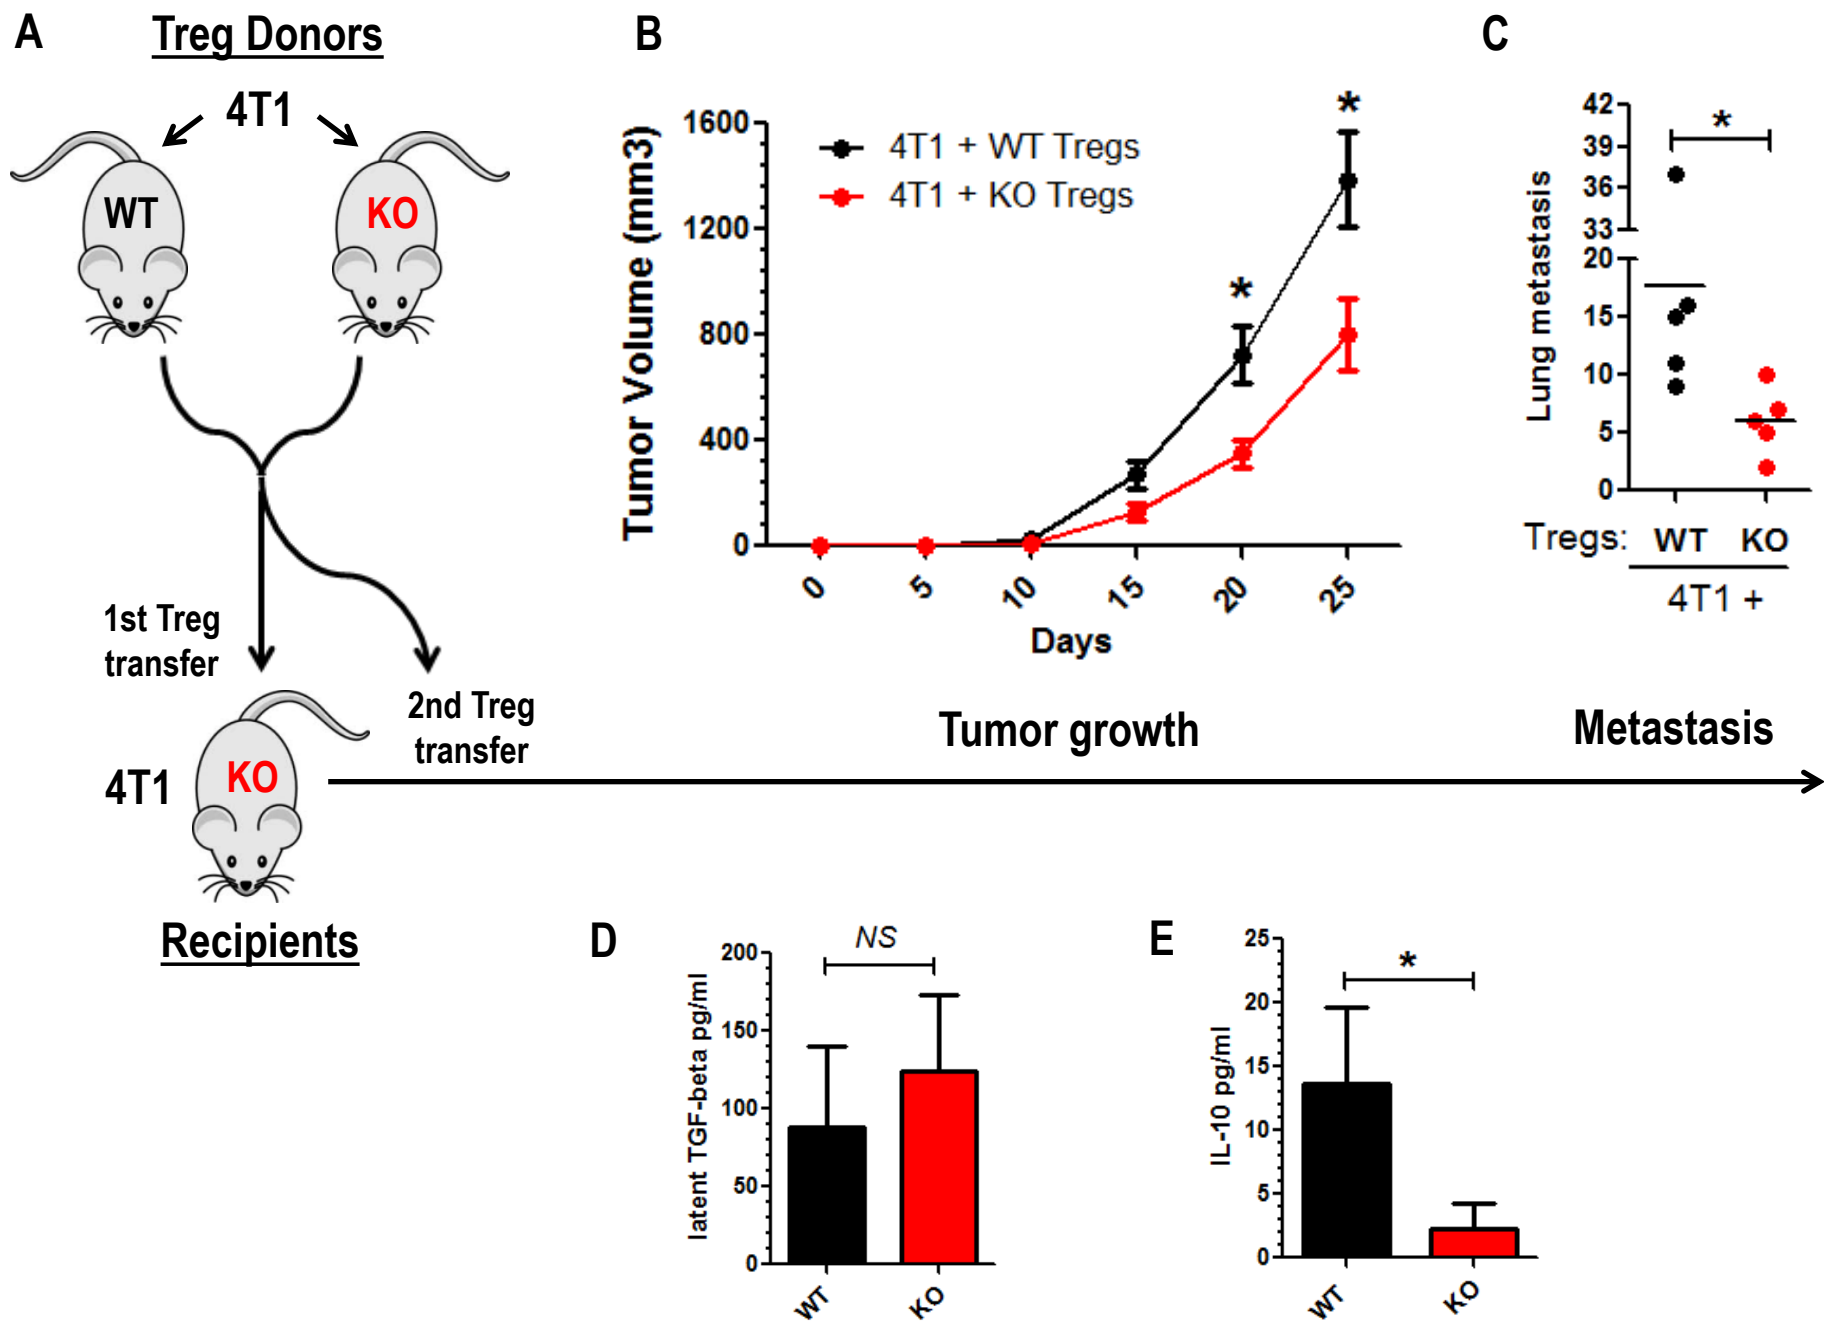 A
Treg Donors
4T1
WT
KO
1st Treg
transfer
2nd Treg
transfer
4T1
KO
Recipients
B
Tumor Volume (mm3)
1600
1200
800
400
0
4T1 + WT Tregs
4T1 + KO Tregs
*
*
0
5
10
15
20
25
Days
Tumor growth
C
Lung metastasis
42
39
36
33
20
15
10
5
0
*
Tregs: WT KO
4T1 +
Metastasis
D
latent TGF-beta pg/ml
200
150
100
50
0
NS
WT
KO
E
IL-10 pg/ml
25
20
15
10
5
0
*
WT
KO